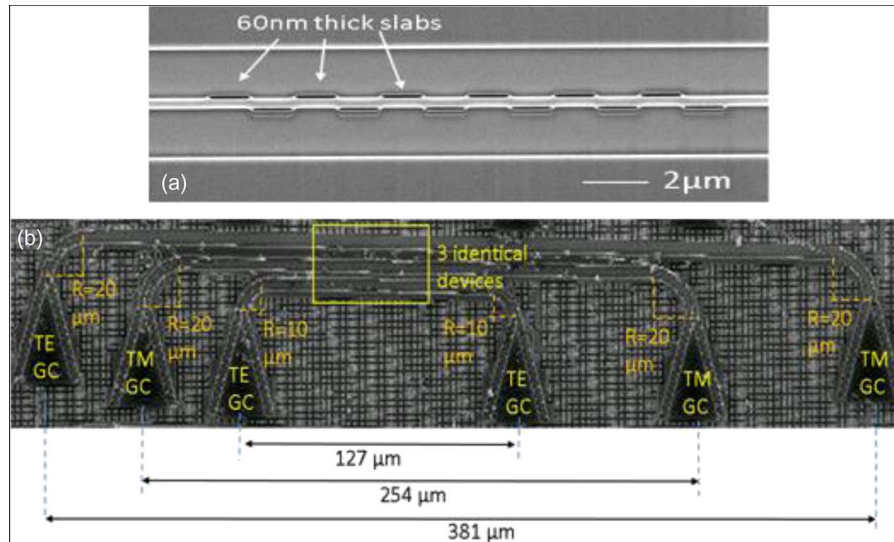 60nm thick slabs
(a)
2μm
(b)
3 identical
devices
R=20
μm
R=20
μm
R=10
μm
R=10
μm
R=20
μm
R=20
μm
TE
GC
TM
GC
TE
GC
TE
GC
TM
GC
TM
GC
127 μm
254 μm
381 μm